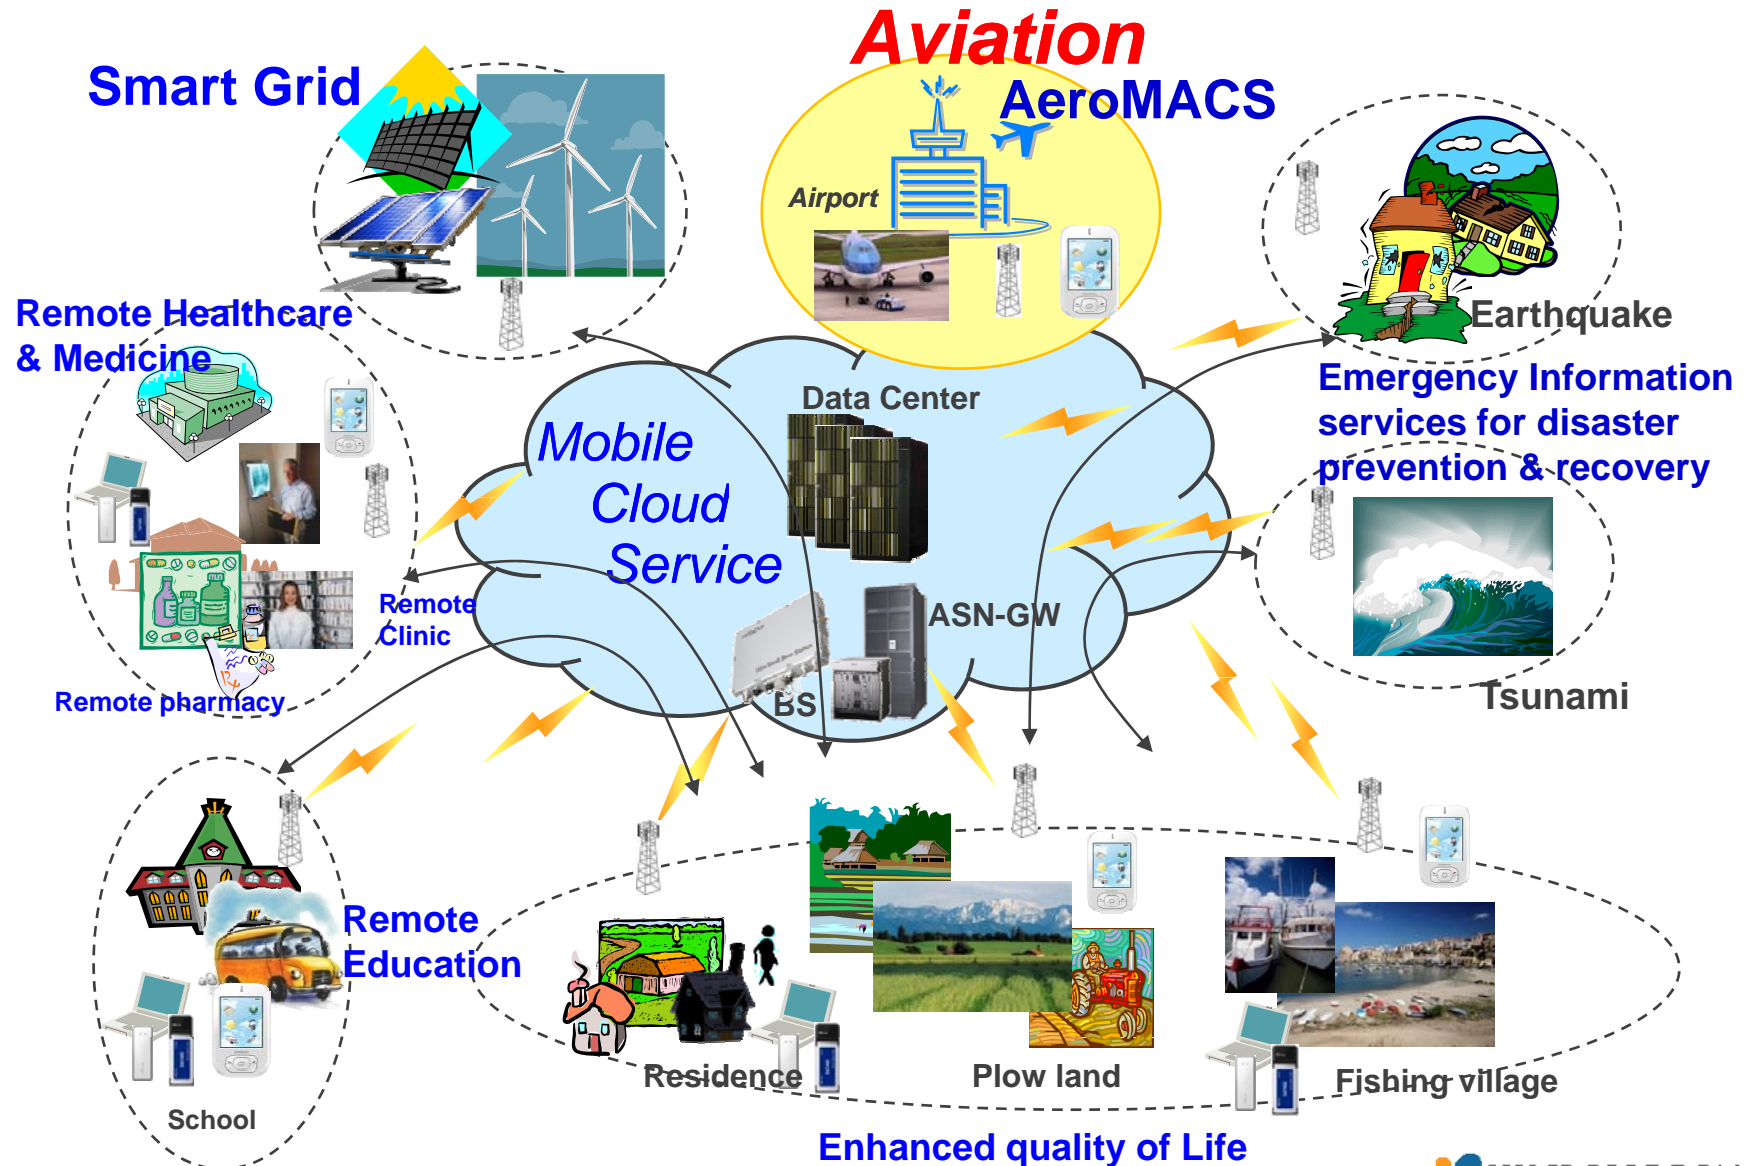 Aviation
Smart Grid
AeroMACS
Airport
Remote Healthcare
& Medicine
Earthquake
Emergency Information
services for disaster
prevention & recovery
Data Center
Mobile
Cloud
Service
Remote
Clinic
ASN-GW
BS
Remote pharmacy
Tsunami
Remote
Education
School
Residence
Plow land
Fishing village
Enhanced quality of Life